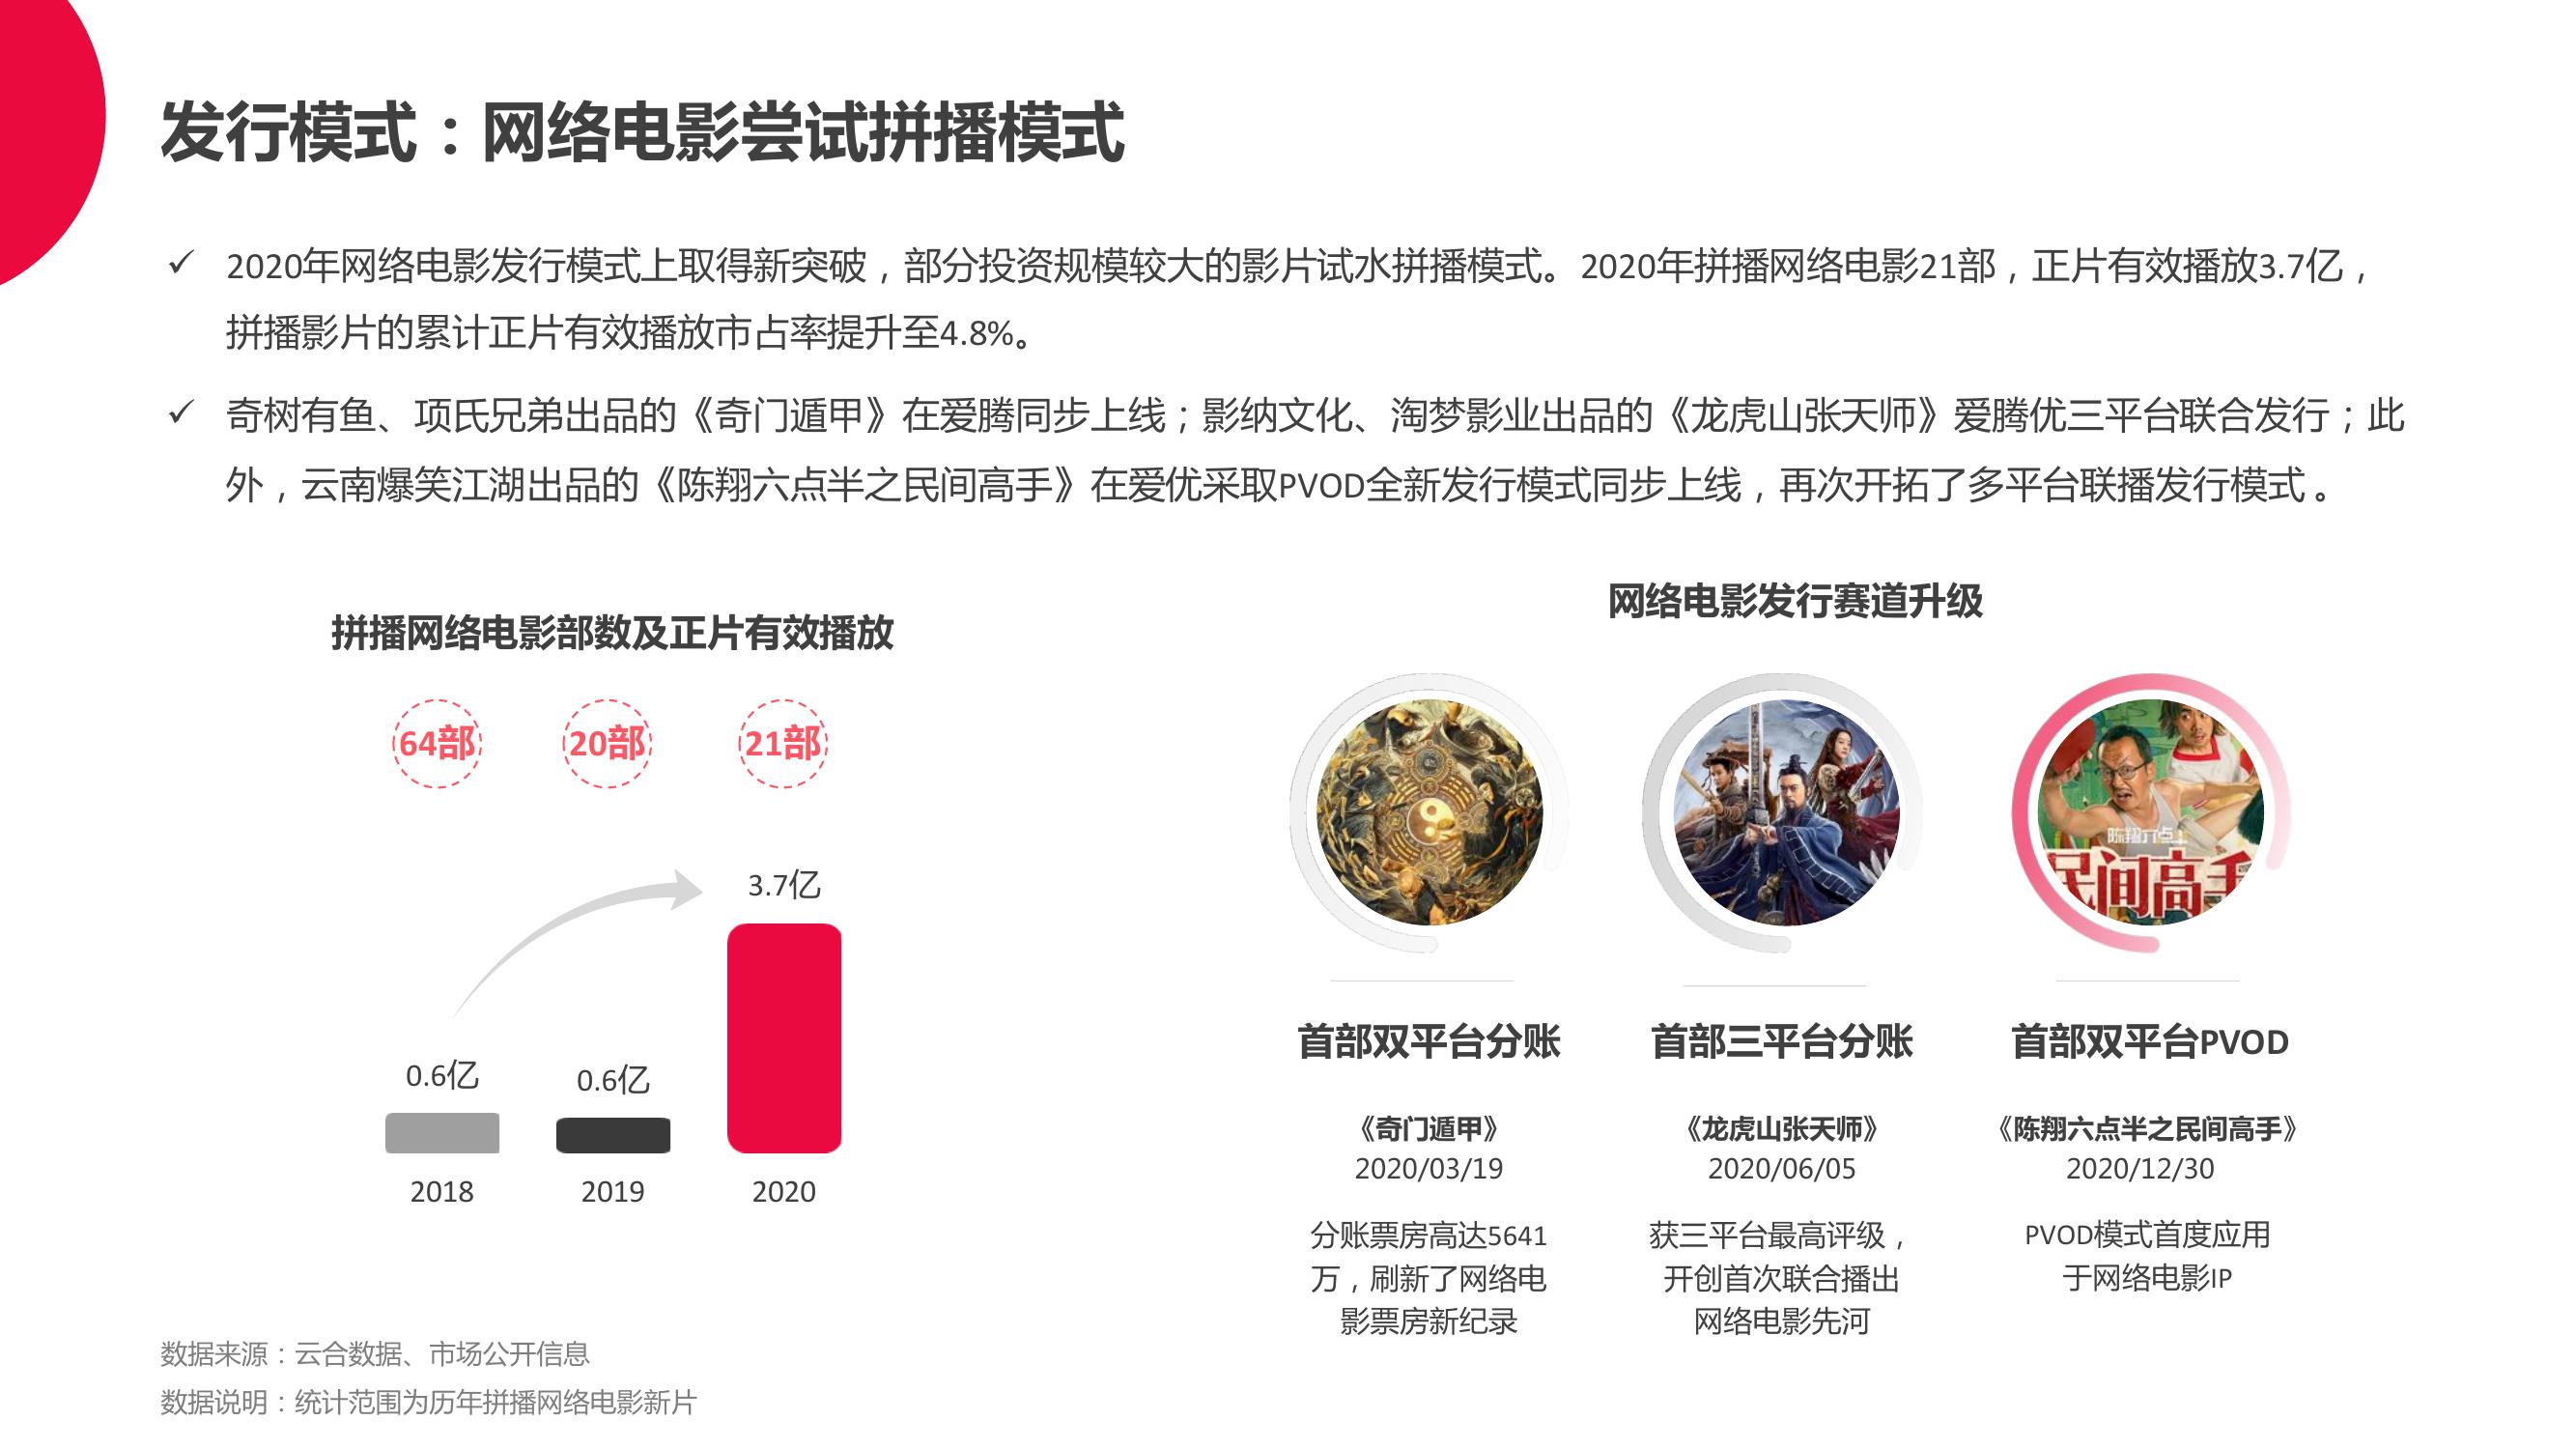 发行模式：网络电影尝试拼播模式
✓ 2020年网络电影发行模式上取得新突破，部分投资规模较大的影片试水拼播模式。2020年拼播网络电影21部，正片有效播放3.7亿，
拼播影片的累计正片有效播放市占率提升至4.8%。
✓ 奇树有鱼、项氏兄弟出品的《奇门遁甲》在爱腾同步上线；影纳文化、淘梦影业出品的《龙虎山张天师》爱腾优三平台联合发行；此
外，云南爆笑江湖出品的《陈翔六点半之民间高手》在爱优采取PVOD全新发行模式同步上线，再次开拓了多平台联播发行模式。
拼播网络电影部数及正片有效播放
64部 20部 21部
3.7亿
0.6亿 0.6亿
2018 2019 2020
网络电影发行赛道升级
陈翔六点半
民间高手
首部双平台分账
《奇门遁甲》
2020/03/19
分账票房高达5641
万，刷新了网络电
影票房新纪录
首部三平台分账
《龙虎山张天师》
2020/06/05
获三平台最高评级，
开创首次联合播出
网络电影先河
首部双平台PVOD
《陈翔六点半之民间高手》
2020/12/30
PVOD模式首度应用
于网络电影IP
数据来源：云合数据、市场公开信息
数据说明：统计范围为历年拼播网络电影新片